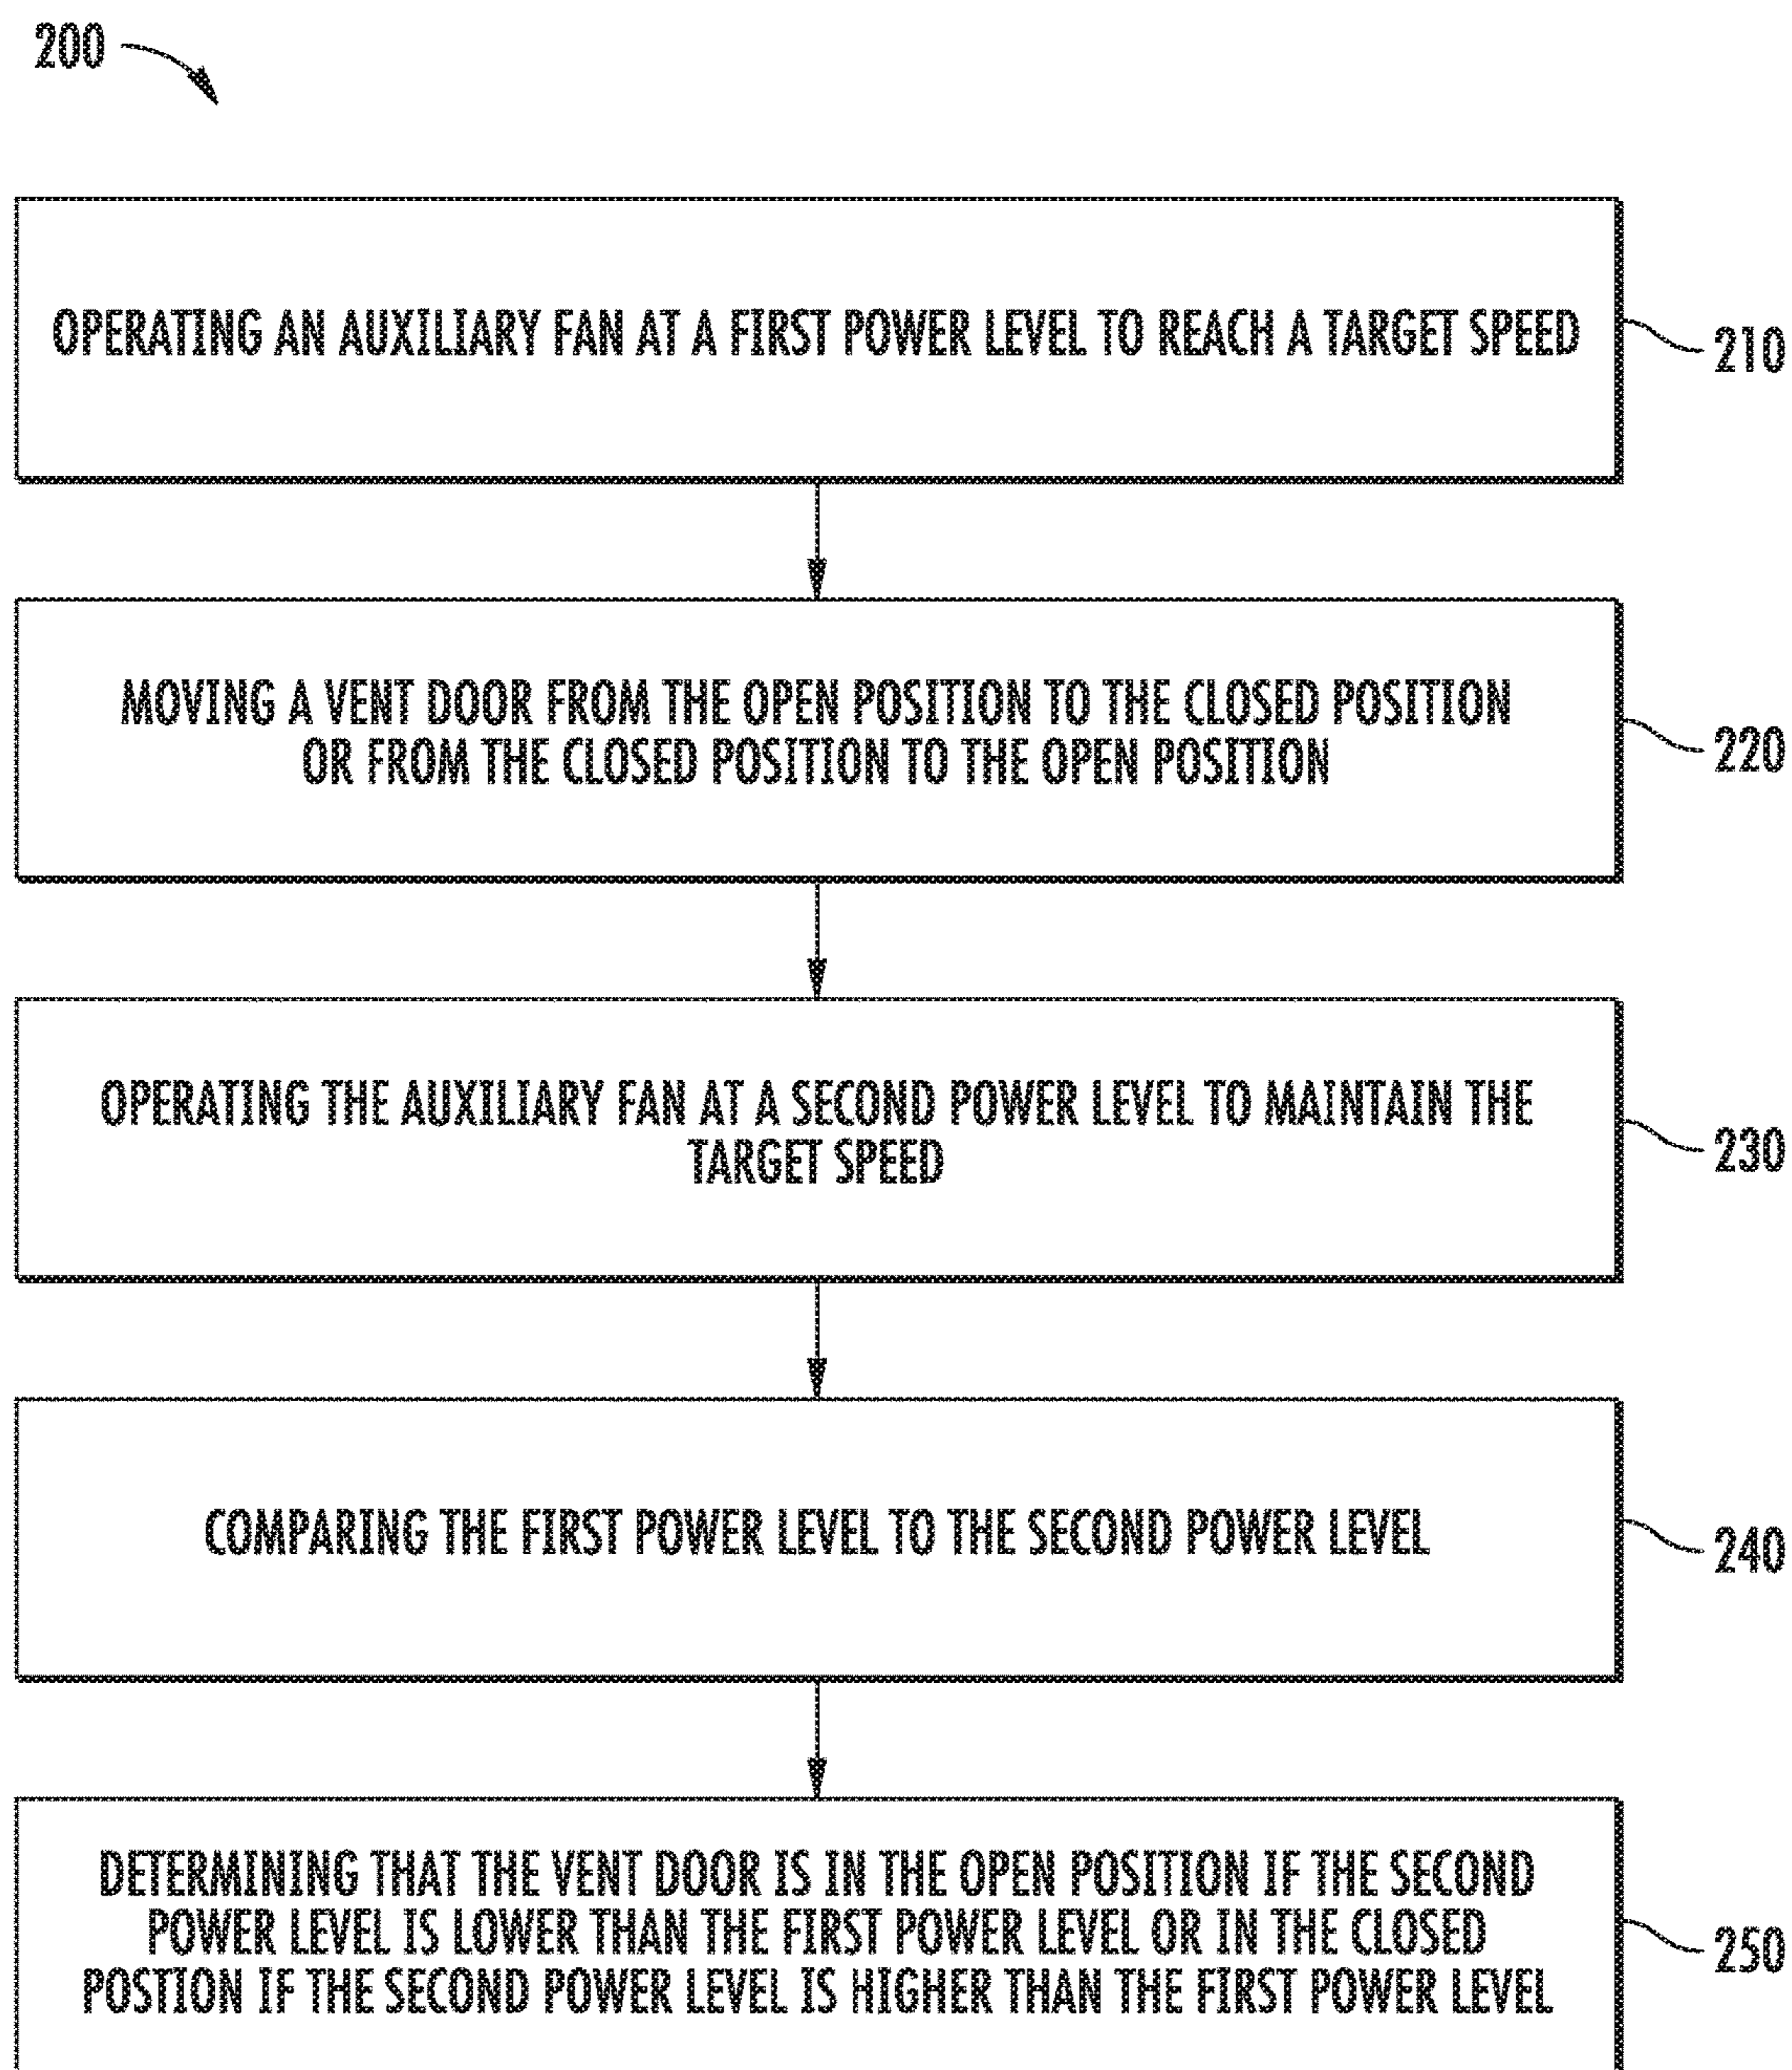 200
OPERATING AN AUXILIARY FAN AT A FIRST POWER LEVEL TO REACH A TARGET SPEED
210
MOVING A VENT DOOR FROM THE OPEN POSITION TO THE CLOSED POSITION
OR FROM THE CLOSED POSITION TO THE OPEN POSITION
220
OPERATING THE AUXILIARY FAN AT A SECOND POWER LEVEL TO MAINTAIN THE
TARGET SPEED
230
COMPARING THE FIRST POWER LEVEL TO THE SECOND POWER LEVEL
240
DETERMINING THAT THE VENT DOOR IS IN THE OPEN POSITION IF THE SECOND
POWER LEVEL IS LOWER THAN THE FIRST POWER LEVEL OR IN THE CLOSED
POSTION IF THE SECOND POWER LEVEL IS HIGHER THAN THE FIRST POWER LEVEL
250